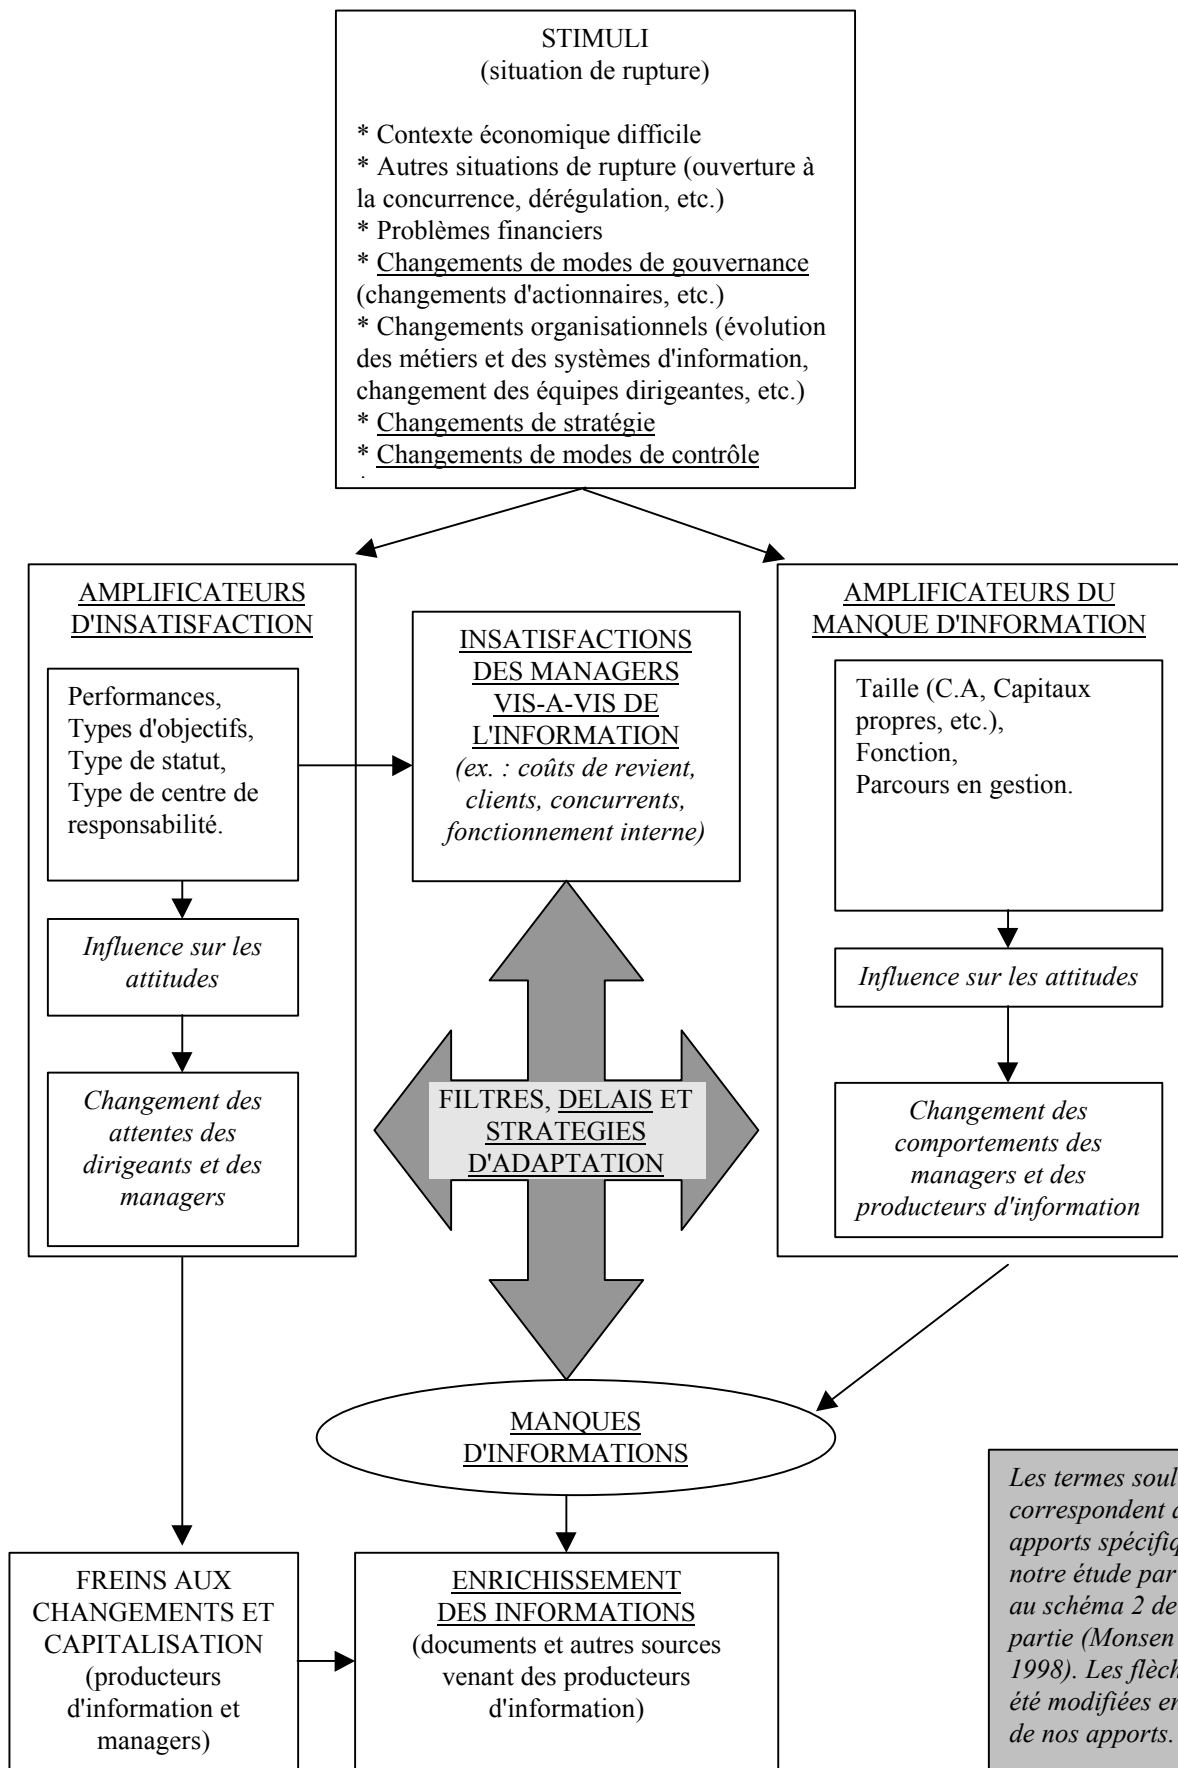 STIMULI
(situation de rupture)
* Contexte économique difficile
* Autres situations de rupture (ouverture à
la concurrence, dérégulation, etc.)
* Problèmes financiers
* Changements de modes de gouvernance
(changements d'actionnaires, etc.)
* Changements organisationnels (évolution
des métiers et des systèmes d'information,
changement des équipes dirigeantes, etc.)
* Changements de stratégie
* Changements de modes de contrôle
AMPLIFICATEURS
D'INSATISFACTION
Performances,
Types d'objectifs,
Type de statut,
Type de centre de
responsabilité.
Influence sur les
attitudes
Changement des
attentes des
dirigeants et des
managers
INSATISFACTIONS
DES MANAGERS
VIS-A-VIS DE
L'INFORMATION
(ex. : coûts de revient,
clients, concurrents,
fonctionnement interne)
AMPLIFICATEURS DU
MANQUE D'INFORMATION
Taille (C.A, Capitaux
propres, etc.),
Fonction,
Parcours en gestion.
Influence sur les attitudes
Changement des
comportements des
managers et des
producteurs d'information
FILTRES, DELAIS ET
STRATEGIES
D'ADAPTATION
MANQUES
D'INFORMATIONS
FREINS AUX
CHANGEMENTS ET
CAPITALISATION
(producteurs
d'information et
managers)
ENRICHISSEMENT
DES INFORMATIONS
(documents et autres sources
venant des producteurs
d'information)
Les termes
correspondent
apports
notre étude par
au schéma 2 de
partie (Monsen
1998). Les
été modifiées
de nos apports.